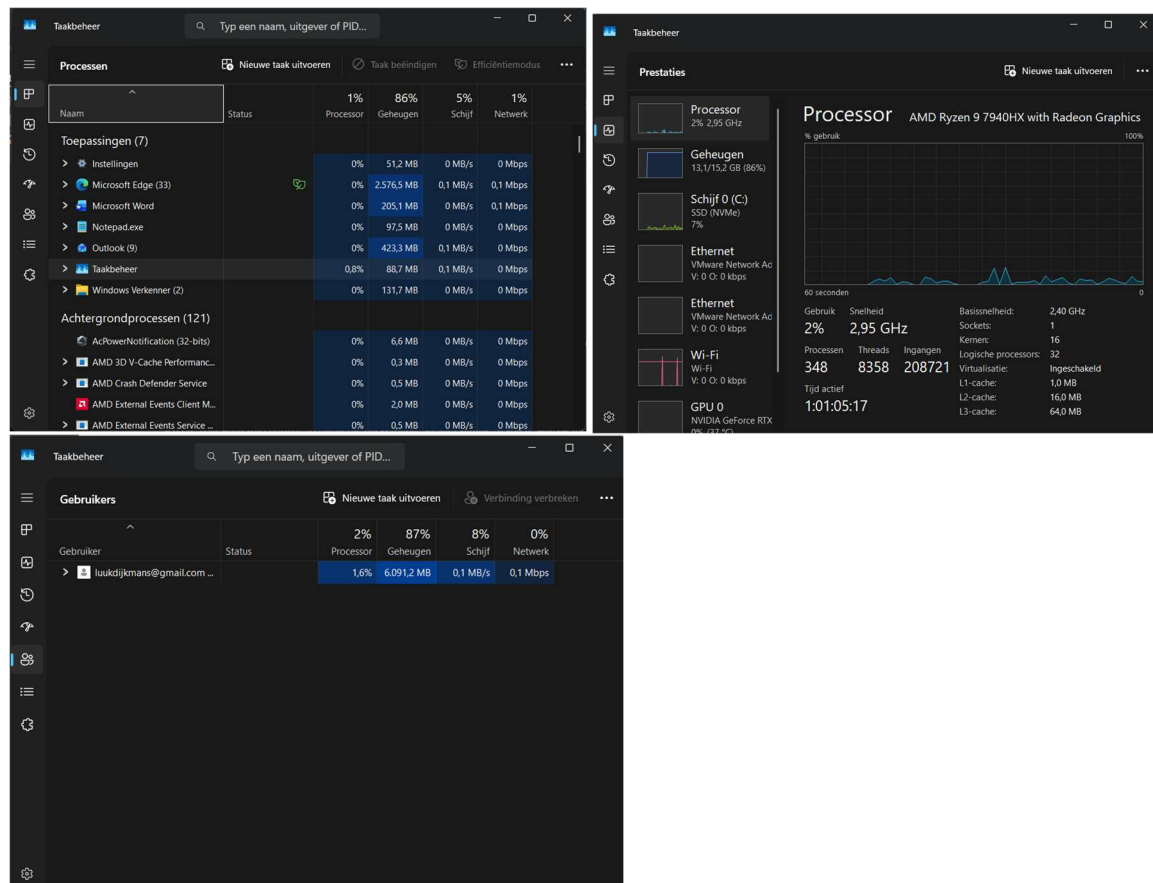 Taakbeheer
Typ een naam, uitgever of PID...
Processen
Nieuwe taak uitvoeren
Taak beëindigen
Efficiëntiemodus
1% 86% 5% 1%
Naam Status Processor Geheugen Schijf Netwerk
Toepassingen (7)
Instellingen 0% 51,2 MB 0 MB/s 0 Mbps
Microsoft Edge (33) 0% 2.576,5 MB 0,1 MB/s 0,1 Mbps
Microsoft Word 0% 205,1 MB 0 MB/s 0,1 Mbps
Notepad.exe 0% 97,5 MB 0 MB/s 0 Mbps
Outlook (9) 0% 423,3 MB 0,1 MB/s 0 Mbps
Taakbeheer 0,8% 88,7 MB 0,1 MB/s 0 Mbps
Windows Verkenner (2) 0% 131,7 MB 0 MB/s 0 Mbps
Achtergrondprocessen (121)
AcPowerNotification (32-bits) 0% 6,6 MB 0 MB/s 0 Mbps
AMD 3D V-Cache Performanc... 0% 0,3 MB 0 MB/s 0 Mbps
AMD Crash Defender Service 0% 0,5 MB 0 MB/s 0 Mbps
AMD External Events Client M... 0% 2,0 MB 0 MB/s 0 Mbps
AMD External Events Service ... 0% 0,5 MB 0 MB/s 0 Mbps
Taakbeheer
Prestaties
Nieuwe taak uitvoeren
Processor
2% 2,95 GHz
Geheugen
13,1/15,2 GB (86%)
Schijf 0 (C:)
SSD (NVMe)
7%
Ethernet
VMware Network Ad
V: 0 O: 0 kbps
Ethernet
VMware Network Ad
V: 0 O: 0 kbps
Wi-Fi
Wi-Fi
V: 0 O: 0 kbps
GPU 0
NVIDIA GeForce RTX
0% (37 °C)
Processor AMD Ryzen 9 7940HX with Radeon Graphics
% gebruik 100%
60 seconden 0
Gebruik Snelheid
2% 2,95 GHz
Processen Threads Ingangen
348 8358 208721
Tijd actief
1:01:05:17
Basissnelheid: 2,40 GHz
Sockets: 1
Kernen: 16
Logische processors: 32
Virtualisatie: Ingeschakeld
L1-cache: 1,0 MB
L2-cache: 16,0 MB
L3-cache: 64,0 MB
Taakbeheer
Typ een naam, uitgever of PID...
Gebruikers
Nieuwe taak uitvoeren
Verbinding verbreken
2% 87% 8% 0%
Gebruiker Status Processor Geheugen Schijf Netwerk
luukdijkmans@gmail.com ... 1,6% 6.091,2 MB 0,1 MB/s 0,1 Mbps